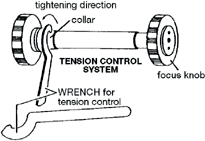 tightening direction
collar
TENSION CONTROL
SYSTEM
focus knob
WRENCH for
tension control